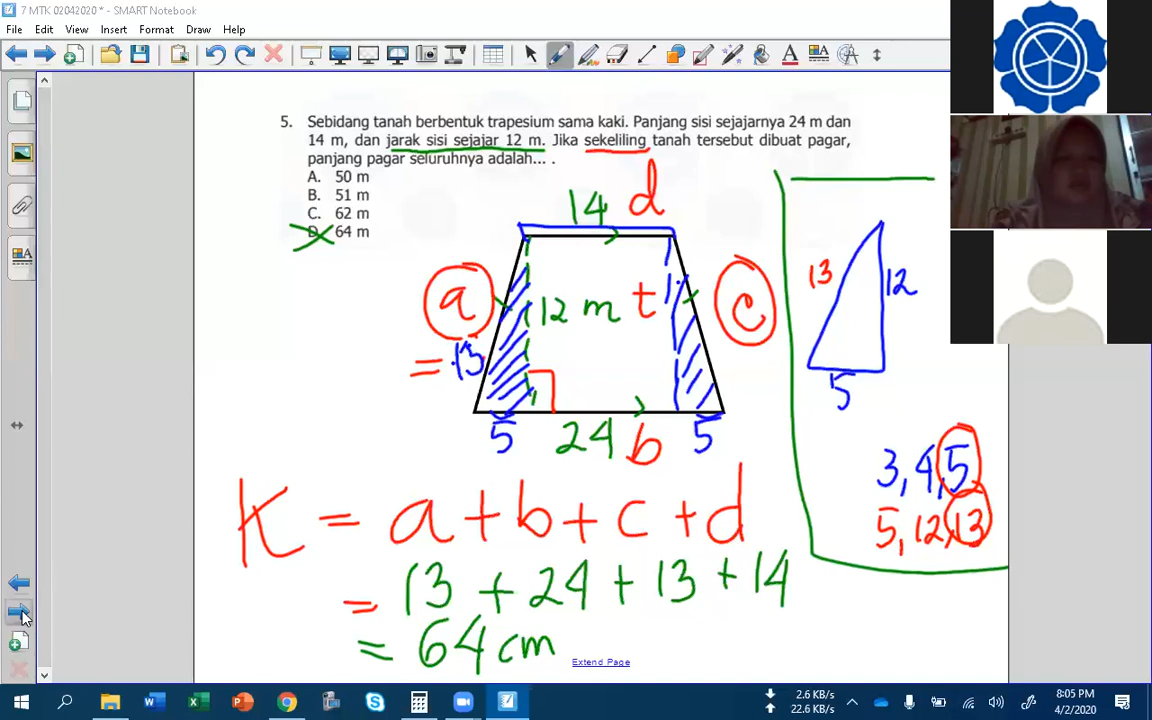 7 MTK 02042020 * - SMART Notebook
File Edit View Insert Format Draw Help
5. Sebidang tanah berbentuk trapesium sama kaki. Panjang sisi sejajarnya 24 m dan
14 m, dan jarak sisi sejajar 12 m. Jika sekeliling tanah tersebut dibuat pagar,
panjang pagar seluruhnya adalah... .
A. 50 m
B. 51 m
C. 62 m
D. 64 m
14 d
a
12 m t
c
= 13
5 24 b 5
13
12
5
3, 4, 5
5, 12, 13
K = a + b + c + d
= 13 + 24 + 13 + 14
= 64 cm
Extend Page
2.6 KB/s
22.6 KB/s
8:05 PM
4/2/2020